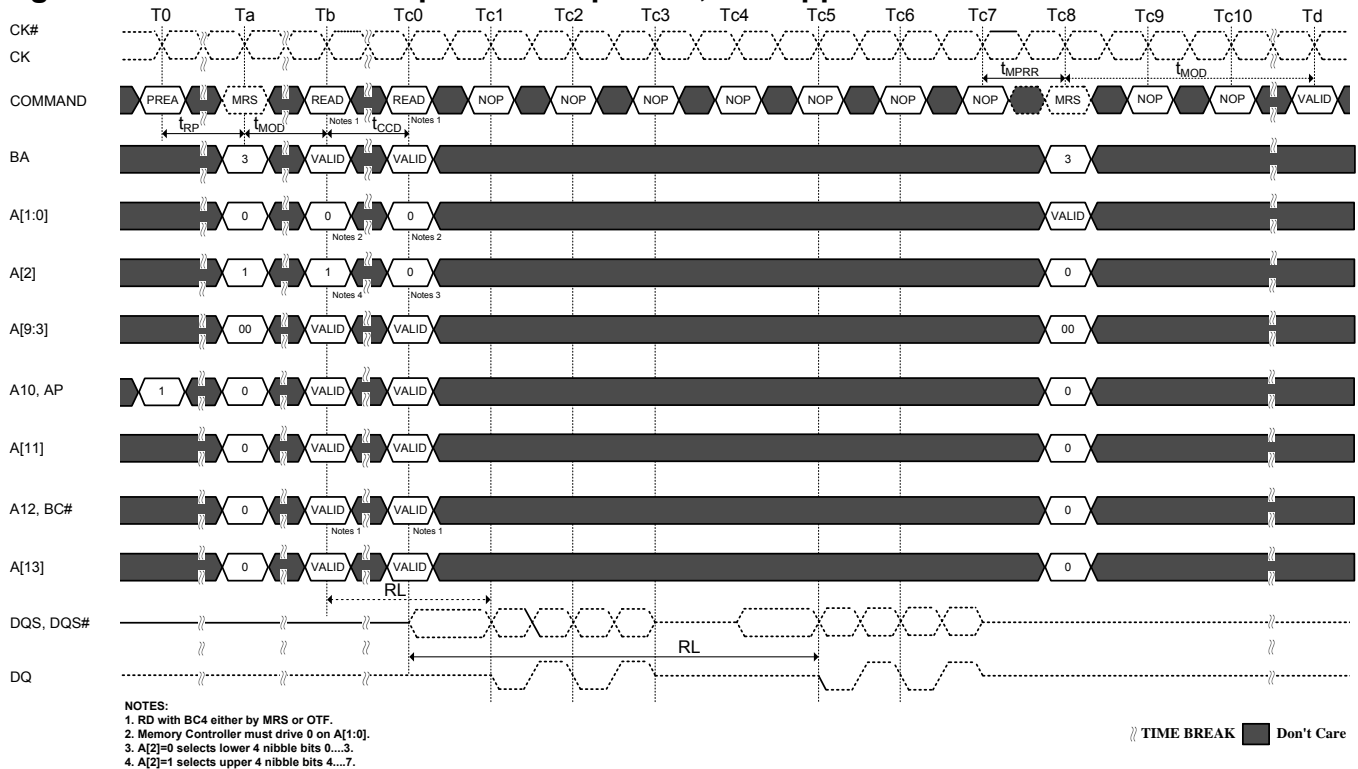 T0 Ta Tb Tc0 Tc1 Tc2 Tc3 Tc4 Tc5 Tc6 Tc7 Tc8 Tc9 Tc10 Td
CK#
CK
tMPRR tMOD
COMMAND PREA MRS READ READ NOP NOP NOP NOP NOP NOP NOP MRS NOP NOP VALID
Notes 1 Notes 1
tRP tMOD tCCD
BA 3 VALID VALID 3
A[1:0] 0 0 0 VALID
Notes 2 Notes 2
A[2] 1 1 0 0
Notes 4 Notes 3
A[9:3] 00 VALID VALID 00
A10, AP 1 0 VALID VALID 0
A[11] 0 VALID VALID 0
A12, BC# 0 VALID VALID 0
Notes 1 Notes 1
A[13] 0 VALID VALID 0
RL
DQS, DQS#
RL
DQ
NOTES:
1. RD with BC4 either by MRS or OTF.
2. Memory Controller must drive 0 on A[1:0].
3. A[2]=0 selects lower 4 nibble bits 0....3.
4. A[2]=1 selects upper 4 nibble bits 4....7.
TIME BREAK Don't Care